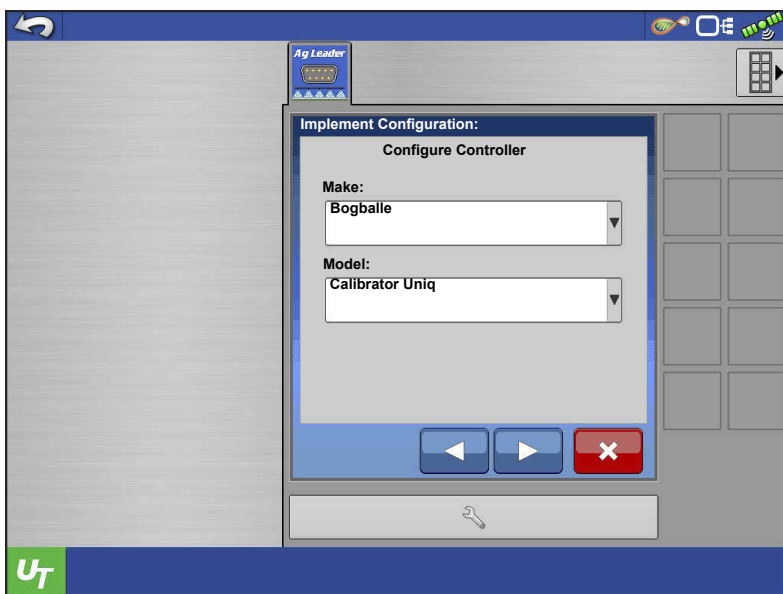 Ag Leader
Implement Configuration:
Configure Controller
Make:
Bogballe
Model:
Calibrator Uniq
UT